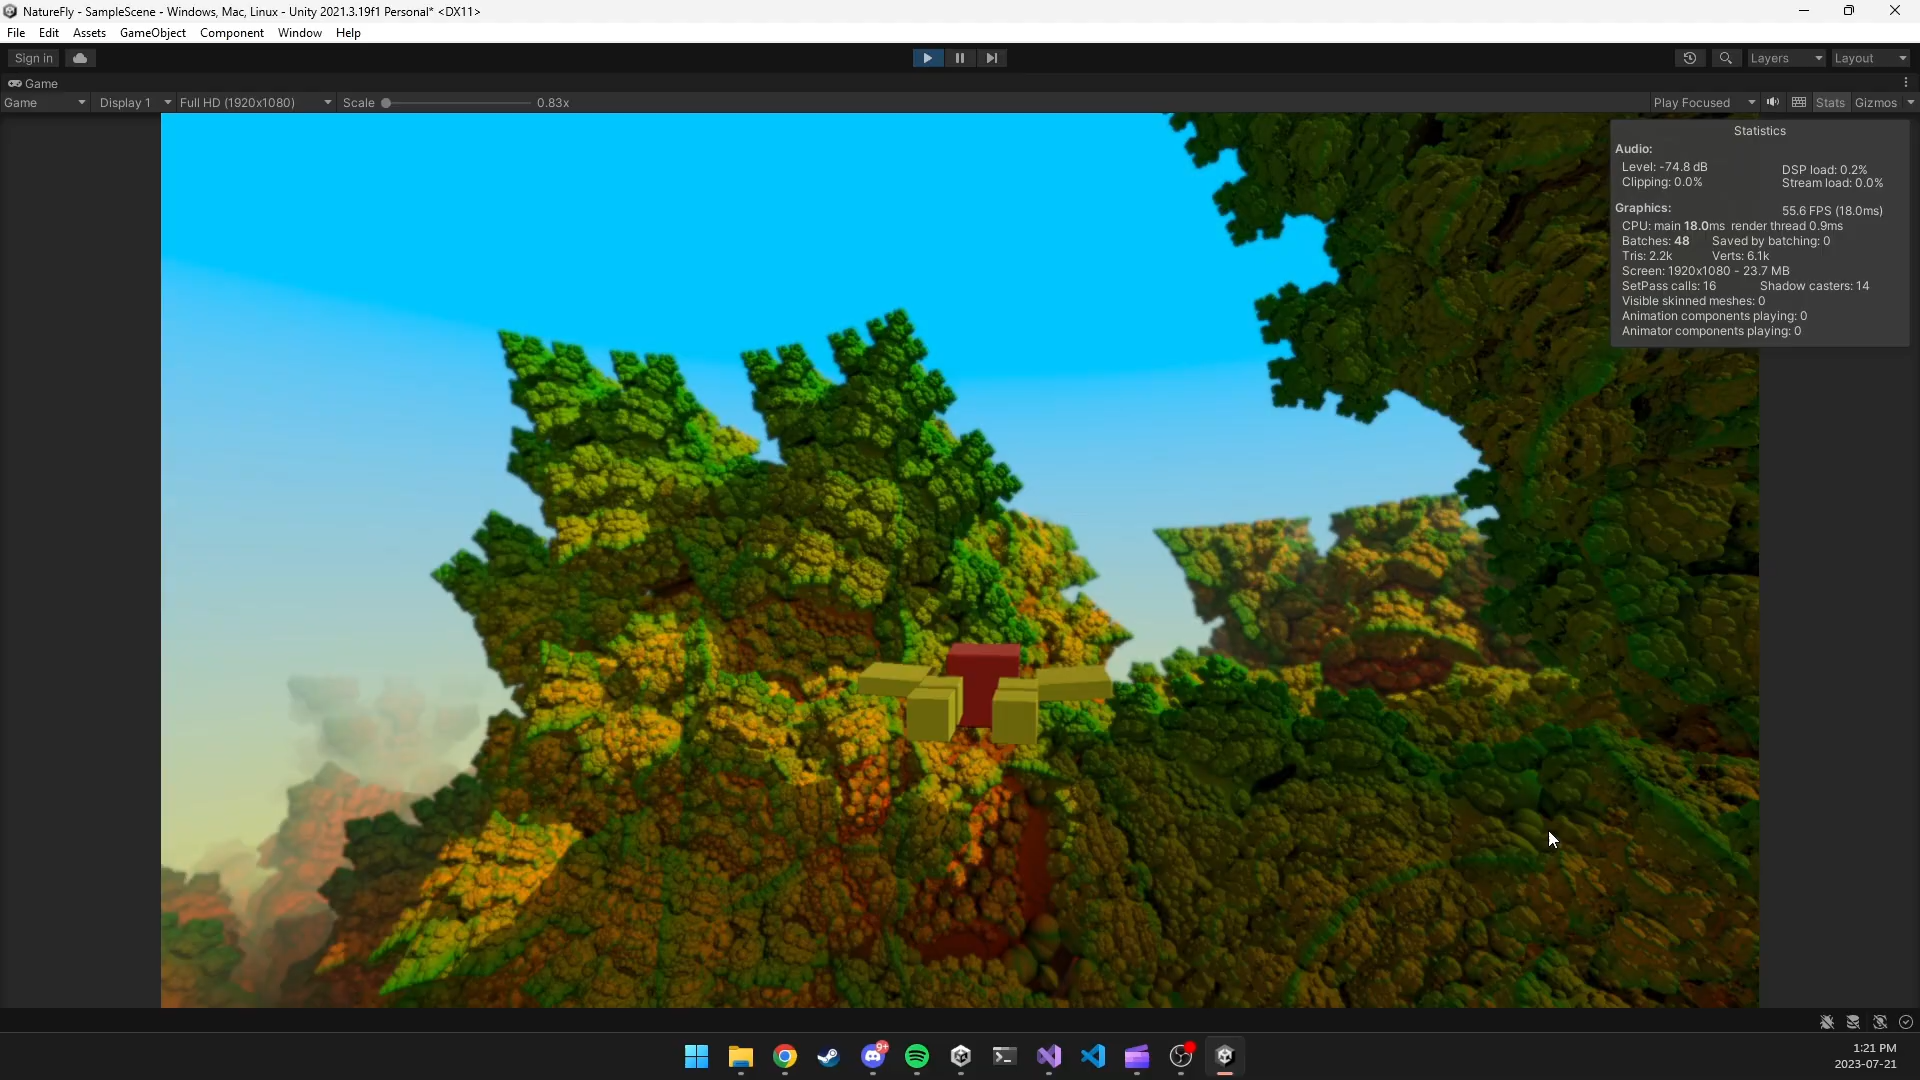 NatureFly - SampleScene - Windows, Mac, Linux - Unity 2021.3.19f1 Personal* <DX11>
File Edit Assets GameObject Component Window Help
Sign in Layers Layout
Game
Game Display 1 Full HD (1920x1080) Scale 0.83x Play Focused Stats Gizmos
Statistics
Audio:
Level: -74.8 dB DSP load: 0.2%
Clipping: 0.0% Stream load: 0.0%
Graphics: 55.6 FPS (18.0ms)
CPU: main 18.0ms render thread 0.9ms
Batches: 48 Saved by batching: 0
Tris: 2.2k Verts: 6.1k
Screen: 1920x1080 - 23.7 MB
SetPass calls: 16 Shadow casters: 14
Visible skinned meshes: 0
Animation components playing: 0
Animator components playing: 0
9+
1:21 PM
2023-07-21